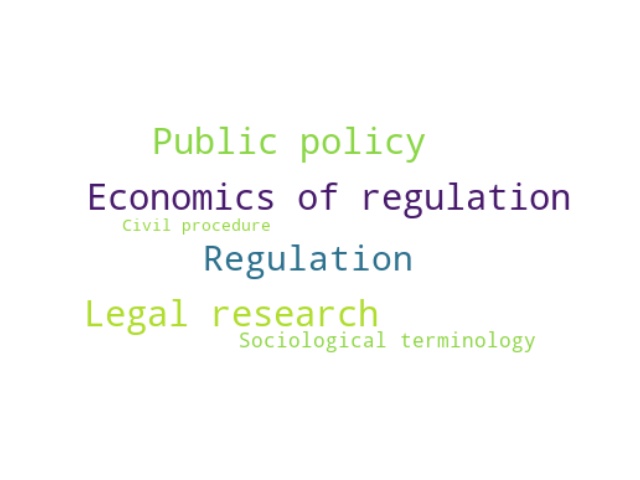 Public policy
Economics of regulation
Civil procedure
Regulation
Legal research
Sociological terminology